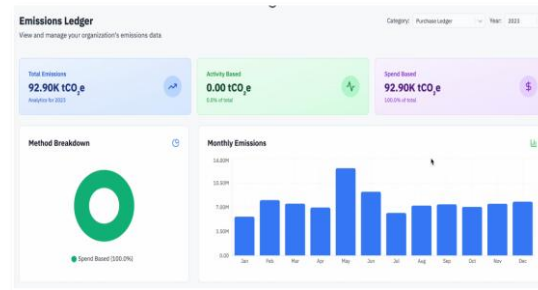 Emissions Ledger
Category: Purchase Ledger
Year: 2023
View and manage your organization's emissions data
Total Emissions
92.90K tCO₂e
Analytics for 2023
Activity Based
0.00 tCO₂e
0.0% of total
Spend Based
92.90K tCO₂e
100.0% of total
$
Method Breakdown
Spend Based (100.0%)
Monthly Emissions
14.00M
10.50M
7.00M
3.50M
0.00
Jan Feb Mar Apr May Jun Jul Aug Sep Oct Nov Dec